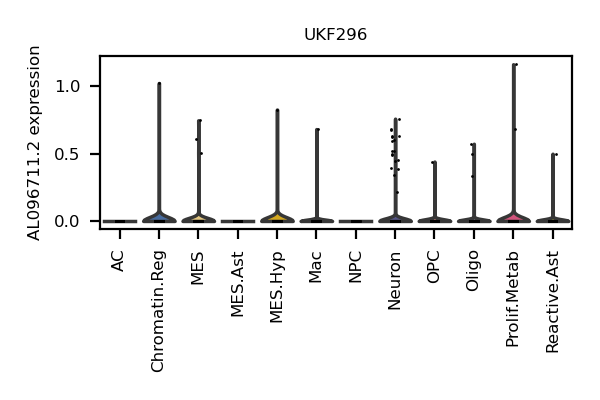 UKF296
AL096711.2 expression
1.0
0.5
0.0
AC
Chromatin.Reg
MES
MES.Ast
MES.Hyp
Mac
NPC
Neuron
OPC
Oligo
Prolif.Metab
Reactive.Ast